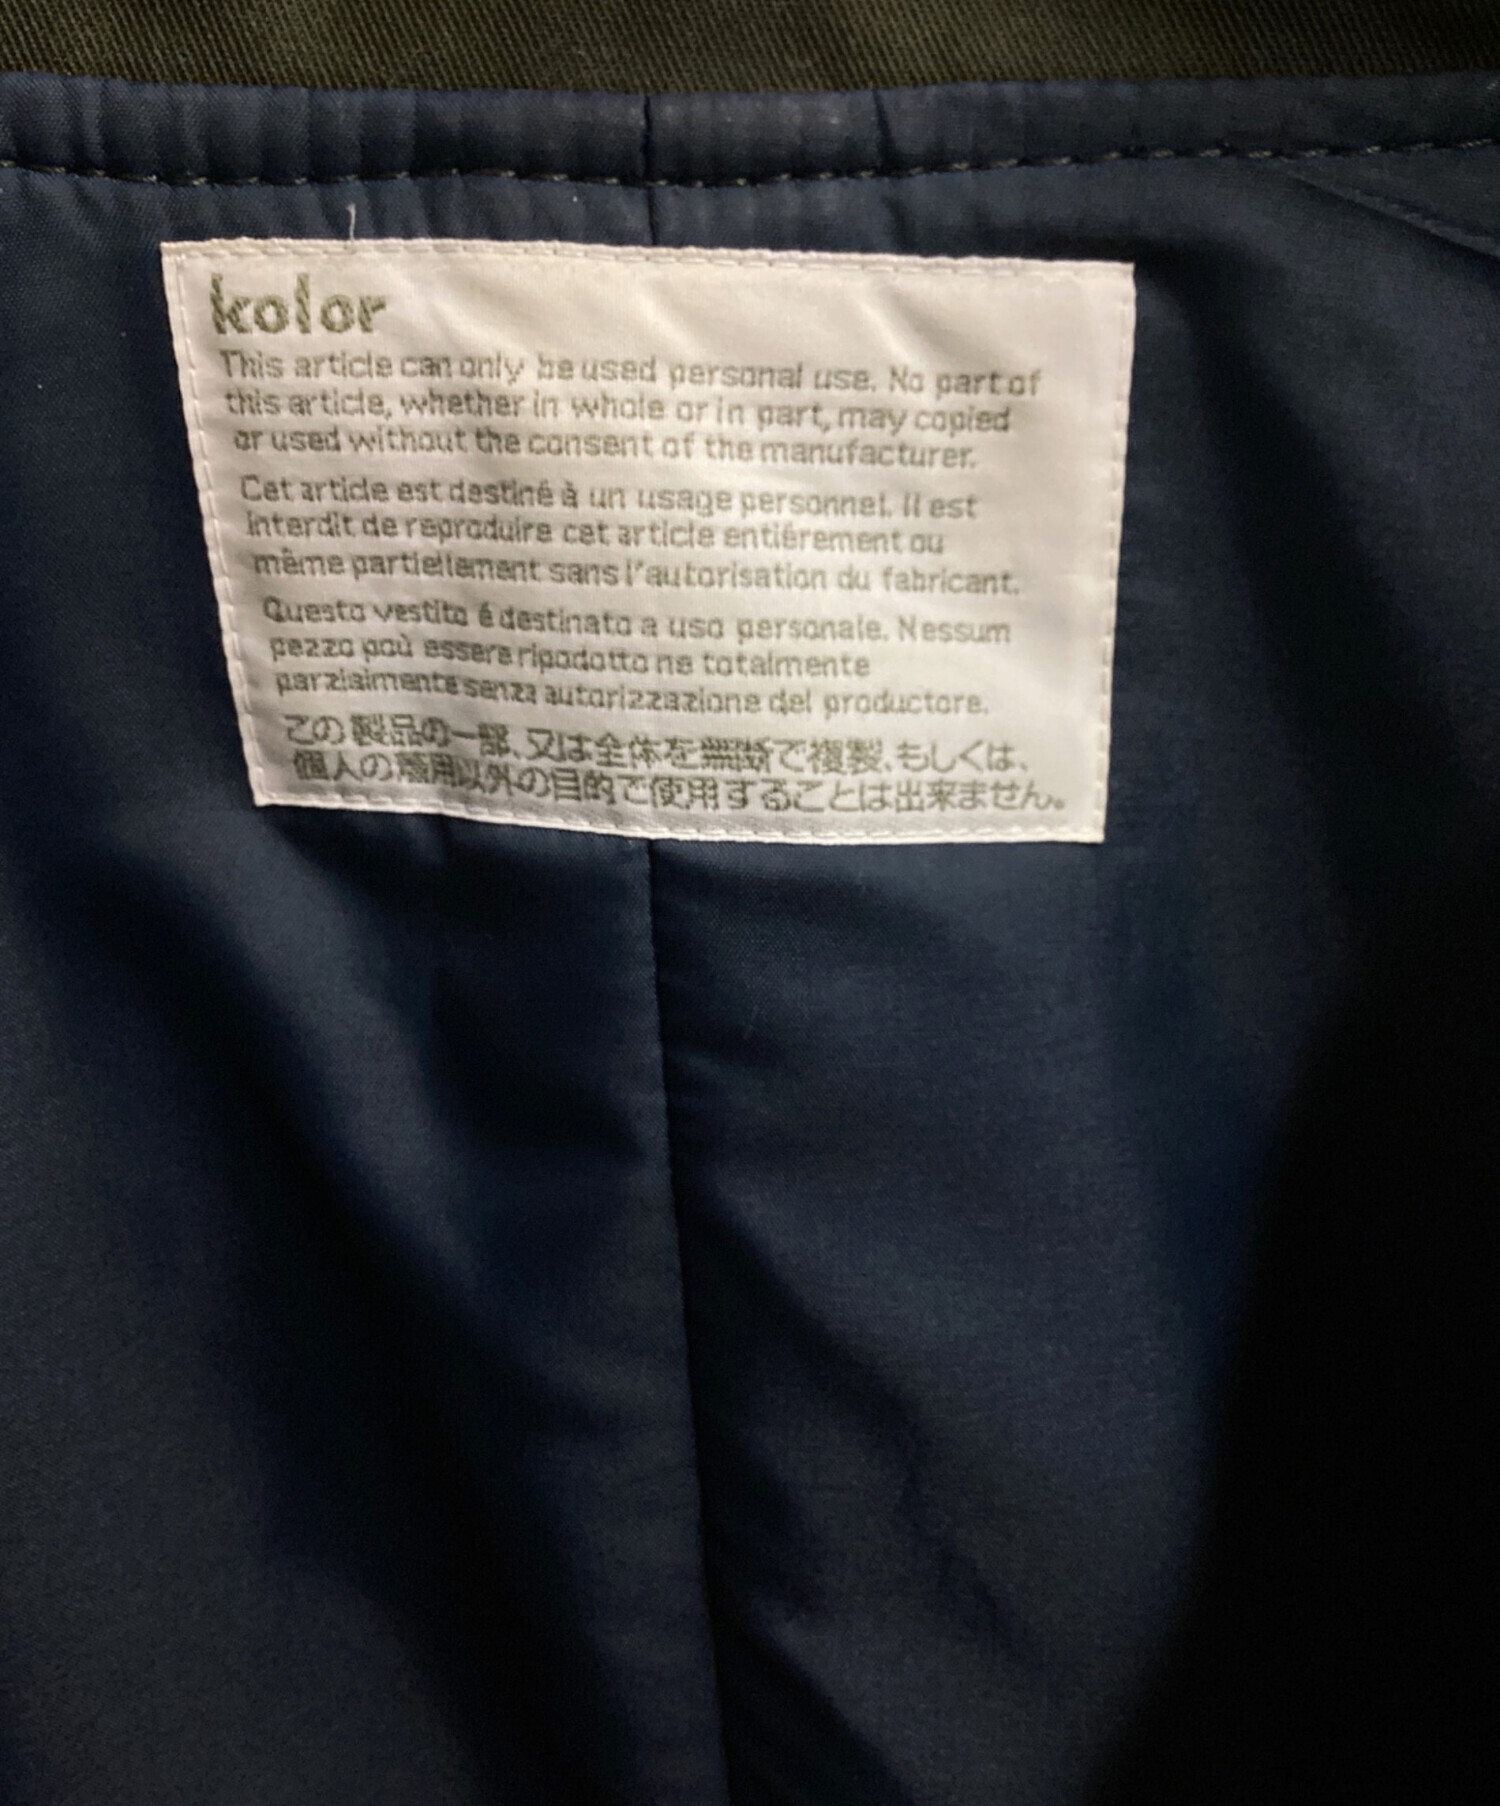 kolor
This article can only be used personal use. No part of
this article, whether in whole or in part, may copied
or used without the consent of the manufacturer.
Cet article est destiné à un usage personnel. Il est
interdit de reproduire cet article entiérement ou
même partiellement sans l'autorisation du fabricant.
Questo vestito é destinato a uso personale. Nessum
pezzo poù essere ripodotto ne totalmente
parzialmente senza autorizzazione del productore.
この製品の一部、又は全体を無断で複製、もしくは、
個人の着用以外の目的で使用することは出来ません。